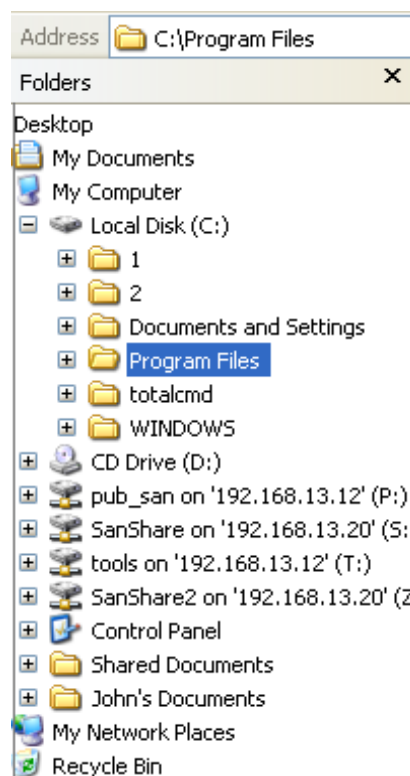 Address C:\Program Files
Folders
Desktop
My Documents
My Computer
Local Disk (C:)
1
2
Documents and Settings
Program Files
totalcmd
WINDOWS
CD Drive (D:)
pub_san on '192.168.13.12' (P:)
SanShare on '192.168.13.20' (S:
tools on '192.168.13.12' (T:)
SanShare2 on '192.168.13.20' (Z
Control Panel
Shared Documents
John's Documents
My Network Places
Recycle Bin